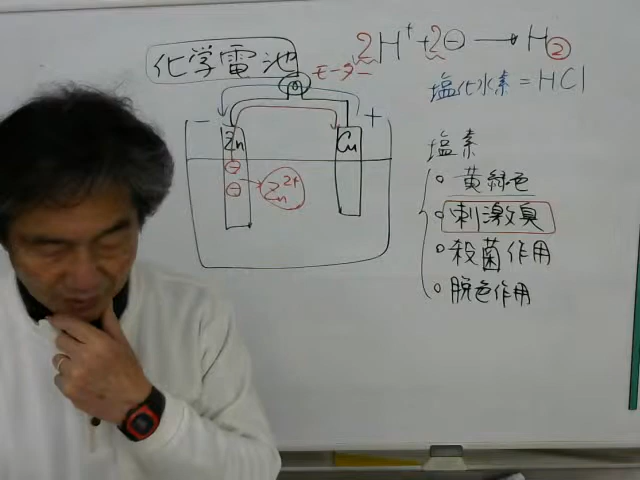 2H⁺+2⊖→H₂
化学電池
モーター
塩化水素=HCl
− +
Zn Cu
⊖
⊖ Zn²⁺
塩素
黄緑色
刺激臭
殺菌作用
脱色作用